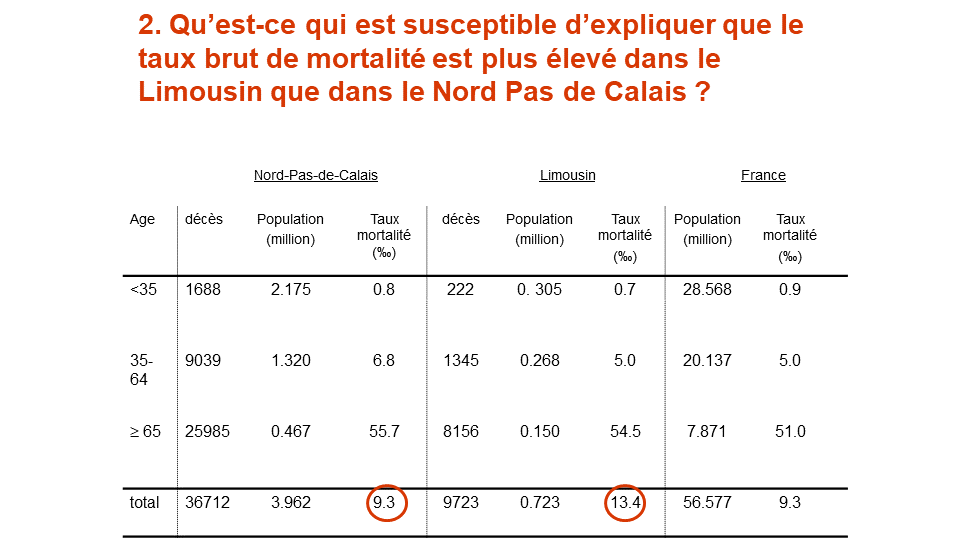 2. Qu’est-ce qui est susceptible d’expliquer que le
taux brut de mortalité est plus élevé dans le
Limousin que dans le Nord Pas de Calais ?
Nord-Pas-de-Calais Limousin France
Age décès Population Taux décès Population Taux Population Taux
(million) mortalité (million) mortalité (million) mortalité
(‰) (‰) (‰)
<35 1688 2.175 0.8 222 0. 305 0.7 28.568 0.9
35- 9039 1.320 6.8 1345 0.268 5.0 20.137 5.0
64
≥ 65 25985 0.467 55.7 8156 0.150 54.5 7.871 51.0
total 36712 3.962 9.3 9723 0.723 13.4 56.577 9.3